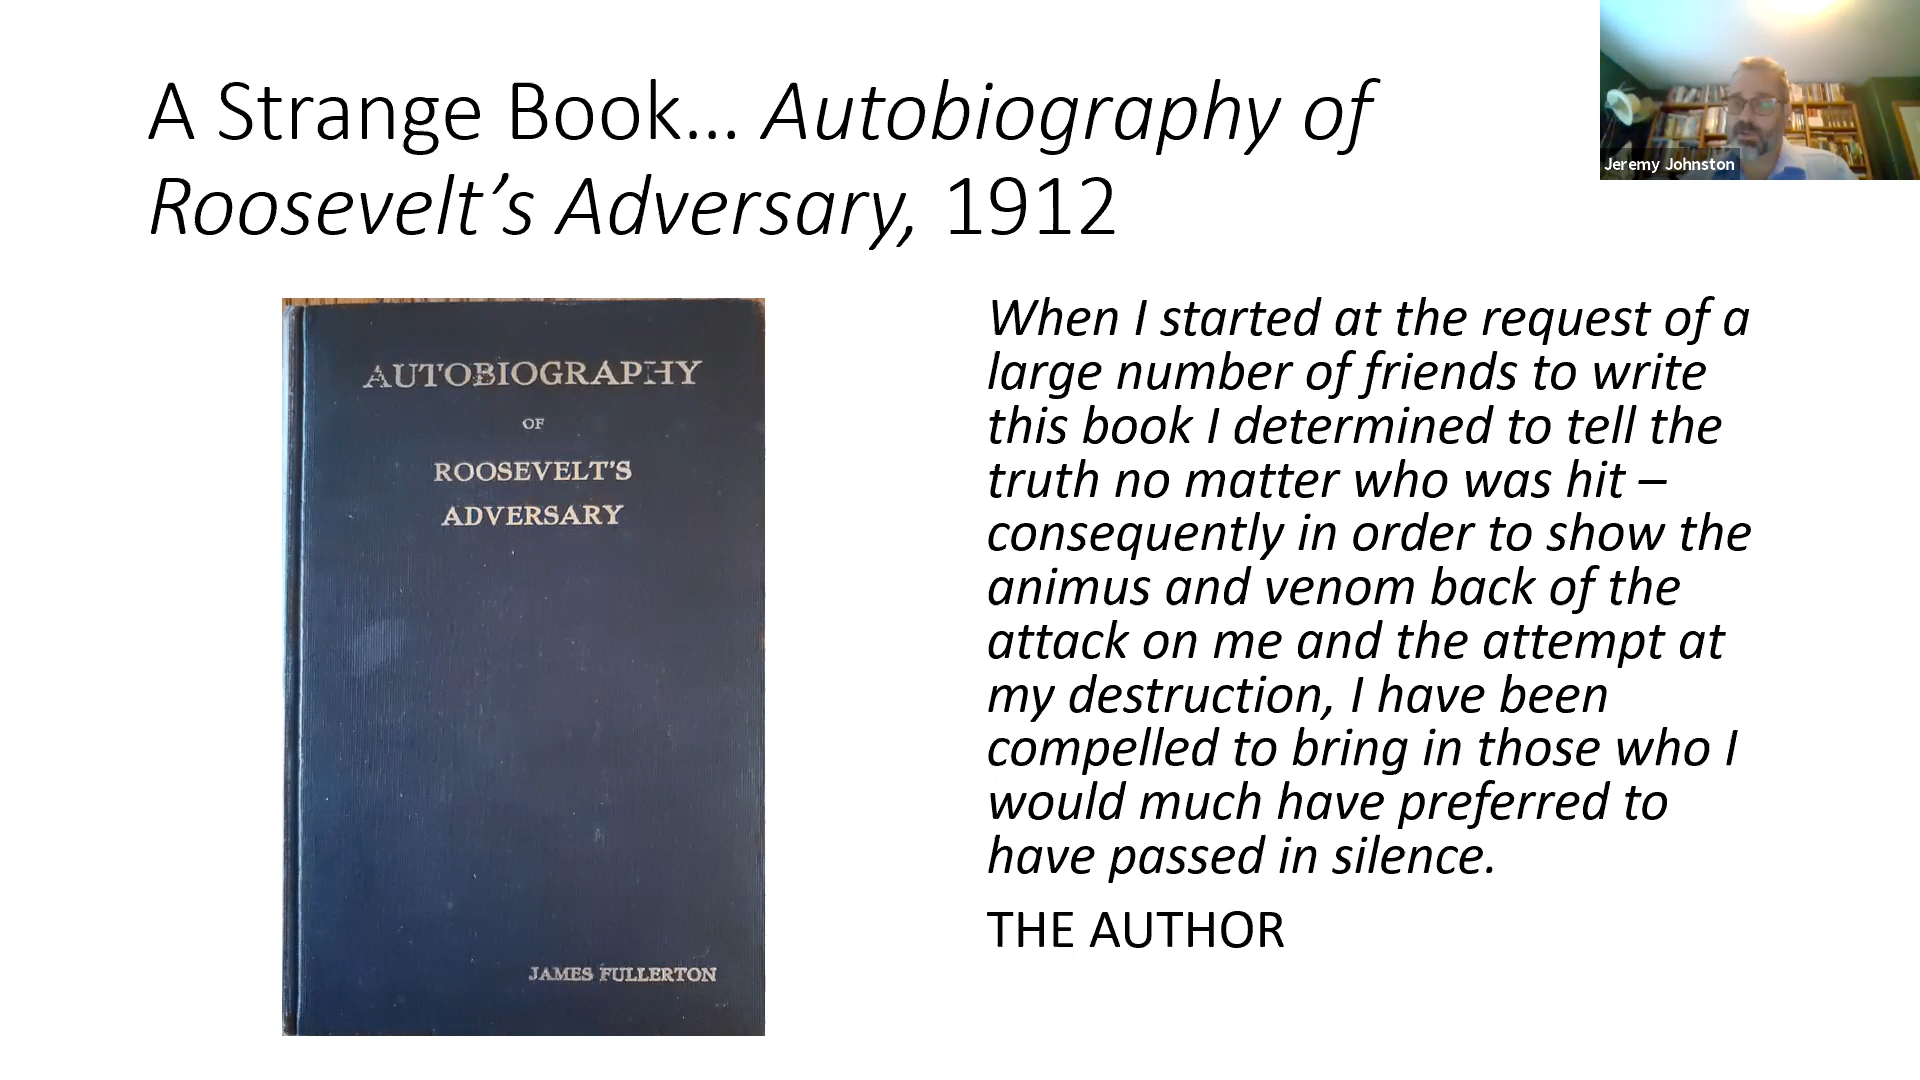 A Strange Book... Autobiography of
Roosevelt’s Adversary, 1912
Jeremy Johnston
AUTOBIOGRAPHY
OF
ROOSEVELT'S
ADVERSARY
JAMES FULLERTON
When I started at the request of a
large number of friends to write
this book I determined to tell the
truth no matter who was hit –
consequently in order to show the
animus and venom back of the
attack on me and the attempt at
my destruction, I have been
compelled to bring in those who I
would much have preferred to
have passed in silence.
THE AUTHOR